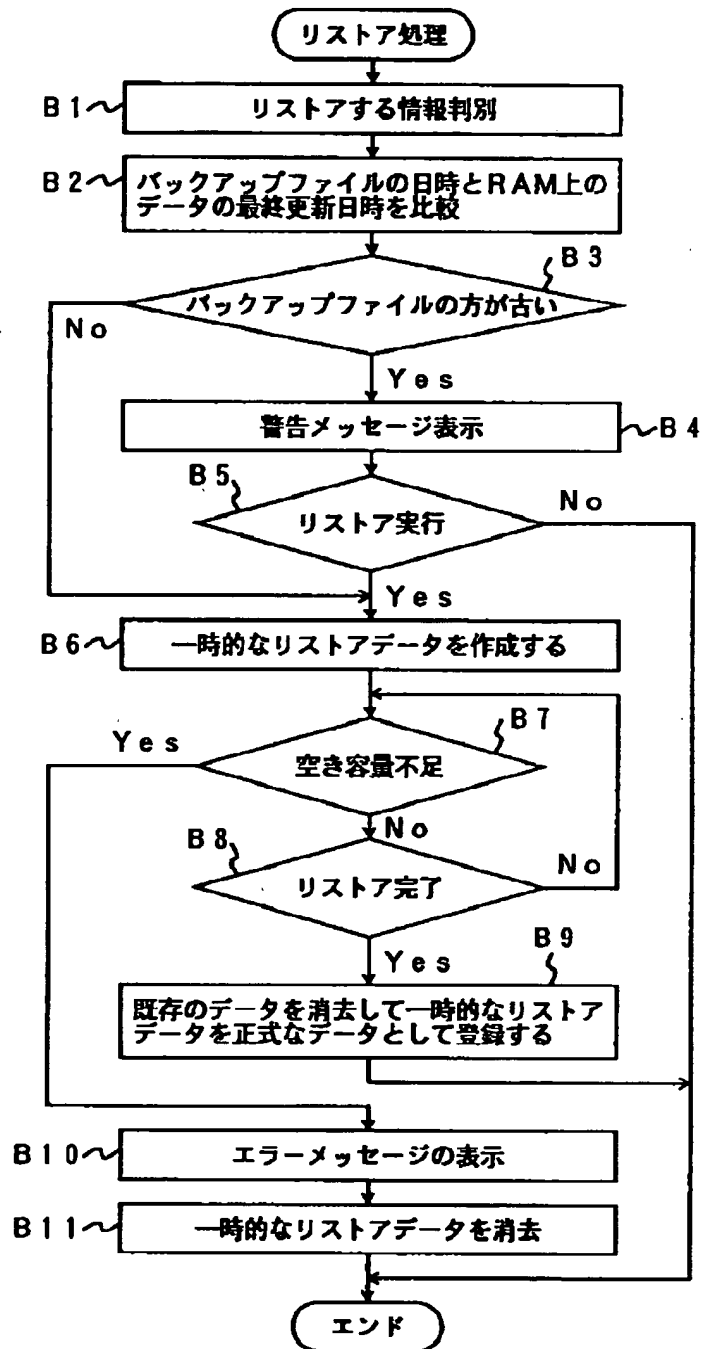 リストア処理
B1
リストアする情報判別
B2
バックアップファイルの日時とRAM上の
データの最終更新日時を比較
B3
バックアップファイルの方が古い
No
Yes
警告メッセージ表示
B4
B5
リストア実行
No
Yes
B6
一時的なリストアデータを作成する
B7
Yes
空き容量不足
No
B8
リストア完了
No
Yes
B9
既存のデータを消去して一時的なリストア
データを正式なデータとして登録する
B10
エラーメッセージの表示
B11
一時的なリストアデータを消去
エンド